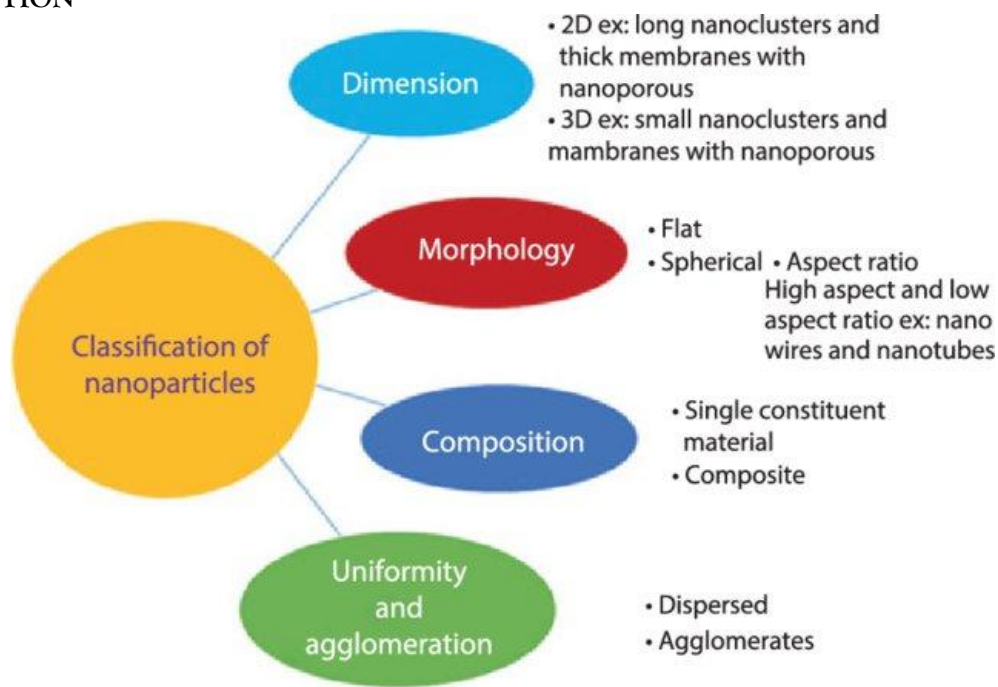 TION
Dimension
• 2D ex: long nanoclusters and
thick membranes with
nanoporous
• 3D ex: small nanoclusters and
mambranes with nanoporous
Morphology
• Flat
• Spherical • Aspect ratio
High aspect and low
aspect ratio ex: nano
wires and nanotubes
Classification of
nanoparticles
Composition
• Single constituent
material
• Composite
Uniformity
and
agglomeration
• Dispersed
• Agglomerates